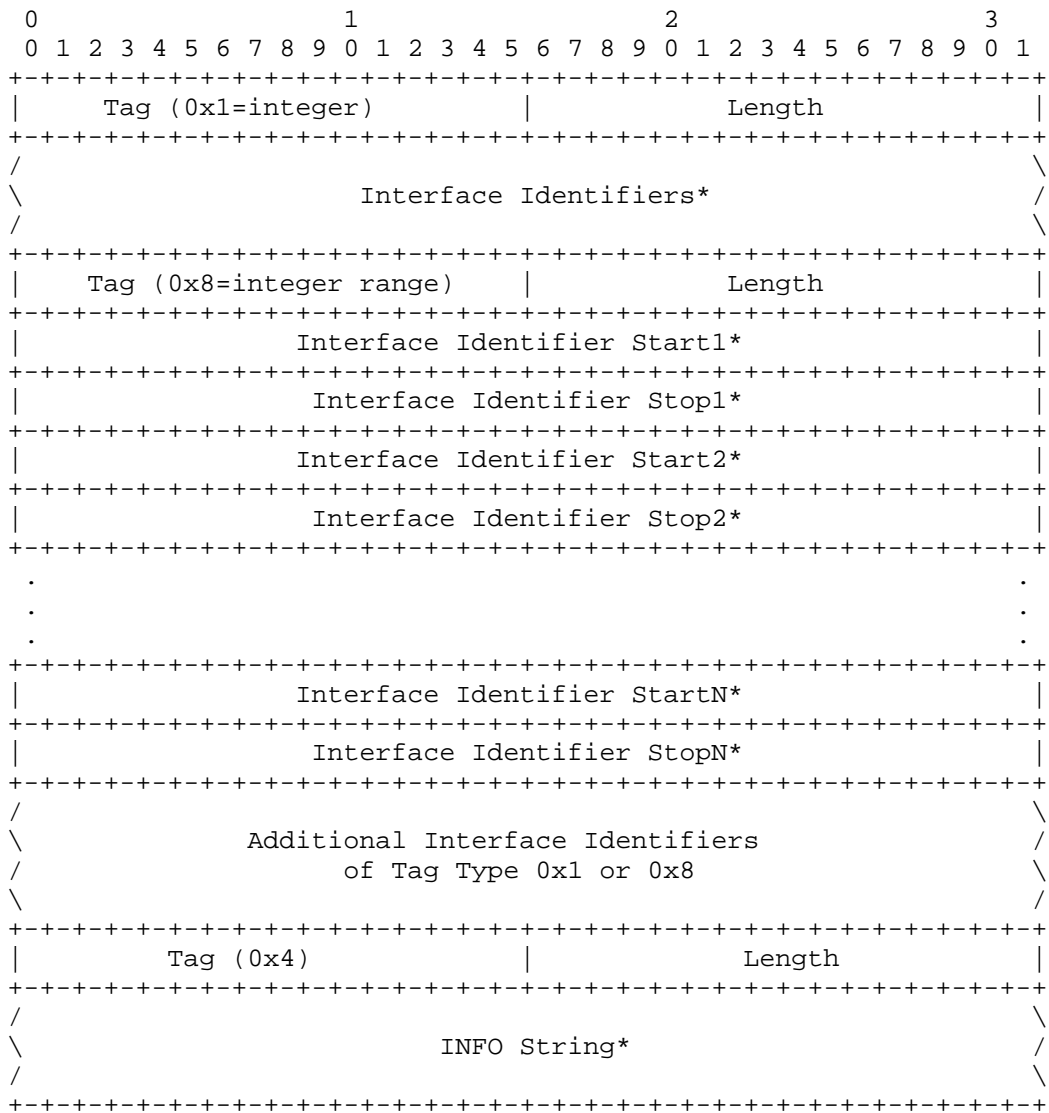 0                   1                   2                   3
 0 1 2 3 4 5 6 7 8 9 0 1 2 3 4 5 6 7 8 9 0 1 2 3 4 5 6 7 8 9 0 1
+-+-+-+-+-+-+-+-+-+-+-+-+-+-+-+-+-+-+-+-+-+-+-+-+-+-+-+-+-+-+-+-+
|     Tag (0x1=integer)         |            Length             |
+-+-+-+-+-+-+-+-+-+-+-+-+-+-+-+-+-+-+-+-+-+-+-+-+-+-+-+-+-+-+-+-+
/                                                               \
\                     Interface Identifiers*                    /
/                                                               \
+-+-+-+-+-+-+-+-+-+-+-+-+-+-+-+-+-+-+-+-+-+-+-+-+-+-+-+-+-+-+-+-+
|    Tag (0x8=integer range)    |            Length             |
+-+-+-+-+-+-+-+-+-+-+-+-+-+-+-+-+-+-+-+-+-+-+-+-+-+-+-+-+-+-+-+-+
|                 Interface Identifier Start1*                  |
+-+-+-+-+-+-+-+-+-+-+-+-+-+-+-+-+-+-+-+-+-+-+-+-+-+-+-+-+-+-+-+-+
|                  Interface Identifier Stop1*                  |
+-+-+-+-+-+-+-+-+-+-+-+-+-+-+-+-+-+-+-+-+-+-+-+-+-+-+-+-+-+-+-+-+
|                 Interface Identifier Start2*                  |
+-+-+-+-+-+-+-+-+-+-+-+-+-+-+-+-+-+-+-+-+-+-+-+-+-+-+-+-+-+-+-+-+
|                  Interface Identifier Stop2*                  |
+-+-+-+-+-+-+-+-+-+-+-+-+-+-+-+-+-+-+-+-+-+-+-+-+-+-+-+-+-+-+-+-+
 .                                                             .
 .                                                             .
 .                                                             .
+-+-+-+-+-+-+-+-+-+-+-+-+-+-+-+-+-+-+-+-+-+-+-+-+-+-+-+-+-+-+-+-+
|                 Interface Identifier StartN*                  |
+-+-+-+-+-+-+-+-+-+-+-+-+-+-+-+-+-+-+-+-+-+-+-+-+-+-+-+-+-+-+-+-+
|                  Interface Identifier StopN*                  |
+-+-+-+-+-+-+-+-+-+-+-+-+-+-+-+-+-+-+-+-+-+-+-+-+-+-+-+-+-+-+-+-+
/                                                               \
\              Additional Interface Identifiers                 /
/                    of Tag Type 0x1 or 0x8                     \
\                                                               /
+-+-+-+-+-+-+-+-+-+-+-+-+-+-+-+-+-+-+-+-+-+-+-+-+-+-+-+-+-+-+-+-+
|         Tag (0x4)             |             Length            |
+-+-+-+-+-+-+-+-+-+-+-+-+-+-+-+-+-+-+-+-+-+-+-+-+-+-+-+-+-+-+-+-+
/                                                               \
\                          INFO String*                         /
/                                                               \
+-+-+-+-+-+-+-+-+-+-+-+-+-+-+-+-+-+-+-+-+-+-+-+-+-+-+-+-+-+-+-+-+